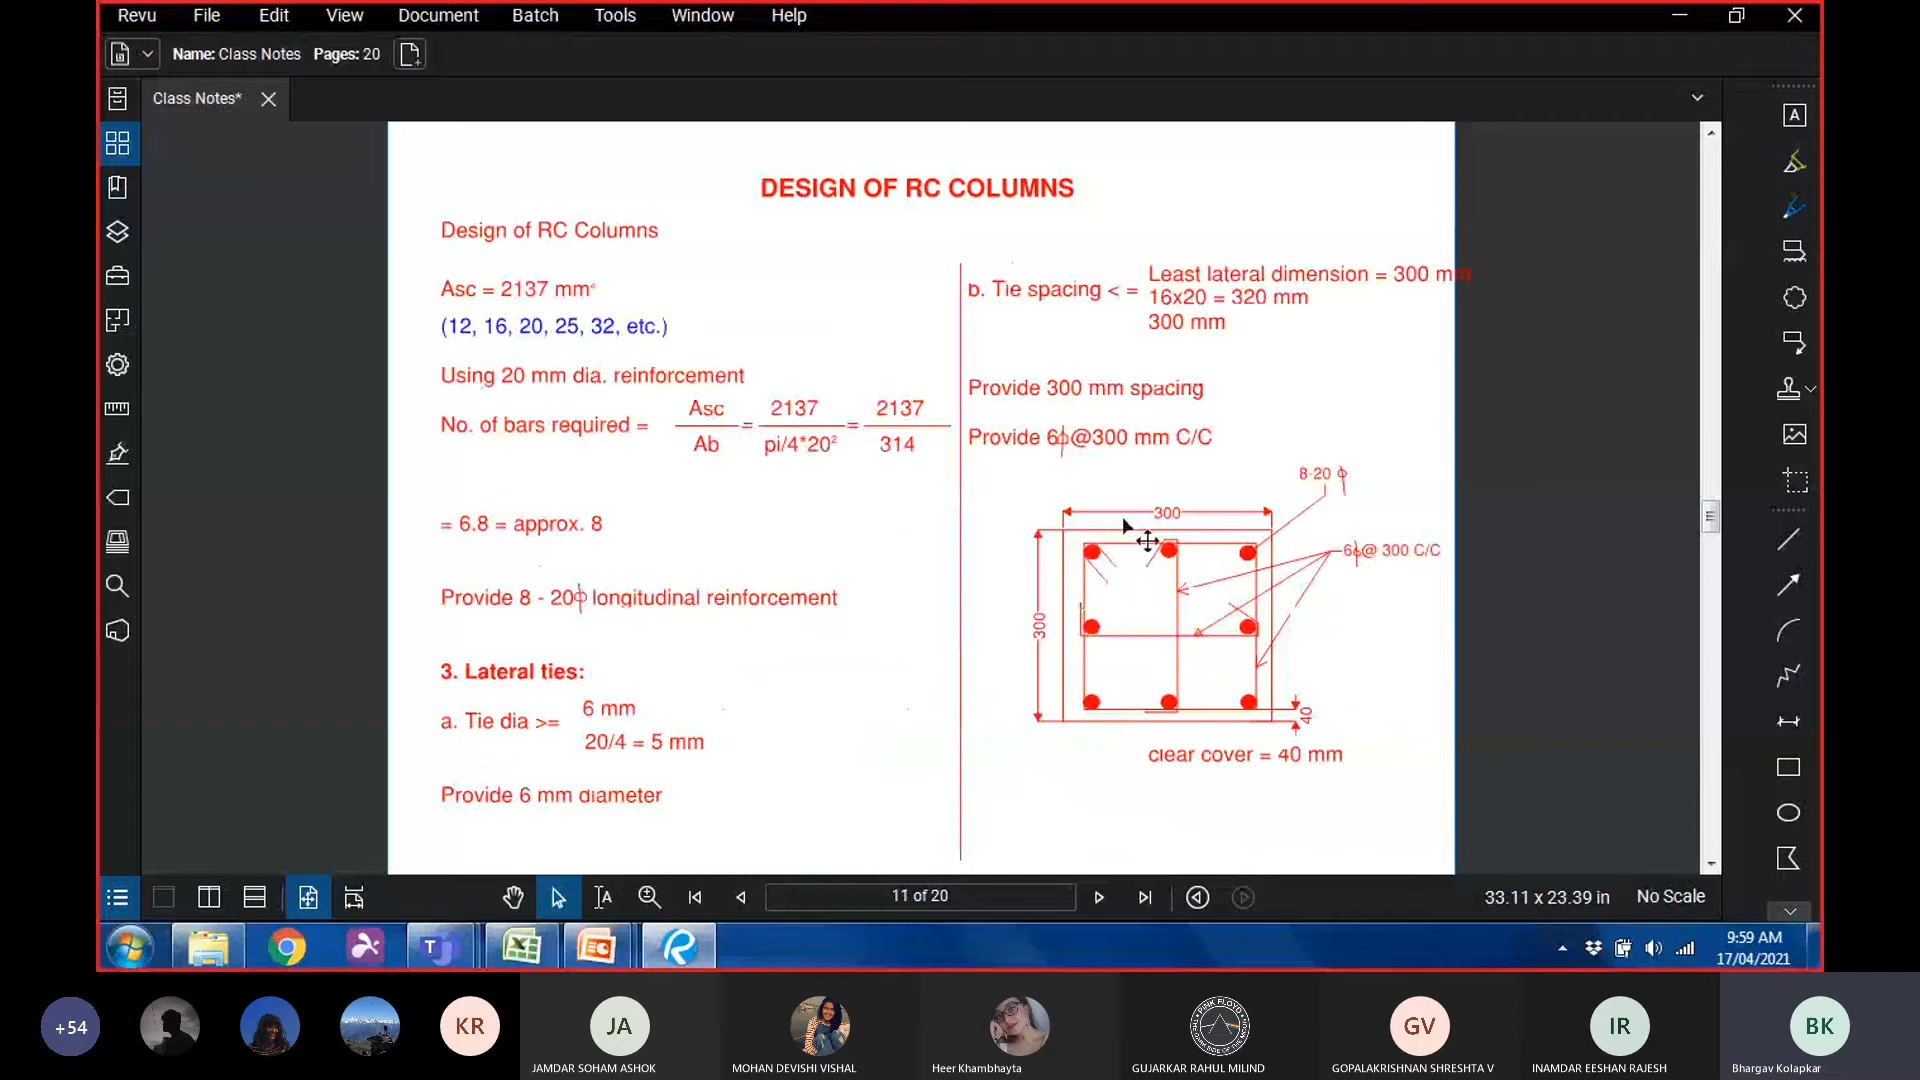 Revu File Edit View Document Batch Tools Window Help
Name: Class Notes Pages: 20
Class Notes*
DESIGN OF RC COLUMNS
Design of RC Columns
Asc = 2137 mm²
(12, 16, 20, 25, 32, etc.)
Using 20 mm dia. reinforcement
No. of bars required = Asc / Ab = 2137 / pi/4*20² = 2137 / 314
= 6.8 = approx. 8
Provide 8 - 20ϕ longitudinal reinforcement
3. Lateral ties:
a. Tie dia >= 6 mm
20/4 = 5 mm
Provide 6 mm diameter
b. Tie spacing < = Least lateral dimension = 300 mm
16x20 = 320 mm
300 mm
Provide 300 mm spacing
Provide 6ϕ@300 mm C/C
8-20 ϕ
300
6ϕ@ 300 C/C
300
40
clear cover = 40 mm
11 of 20
33.11 x 23.39 in No Scale
9:59 AM
17/04/2021
+54
KR
JA
GV
IR
BK
PINK FLOYD
JAMDAR SOHAM ASHOK
MOHAN DEVISHI VISHAL
Heer Khambhayta
GUJARKAR RAHUL MILIND
GOPALAKRISHNAN SHRESHTA V
INAMDAR EESHAN RAJESH
Bhargav Kolapkar